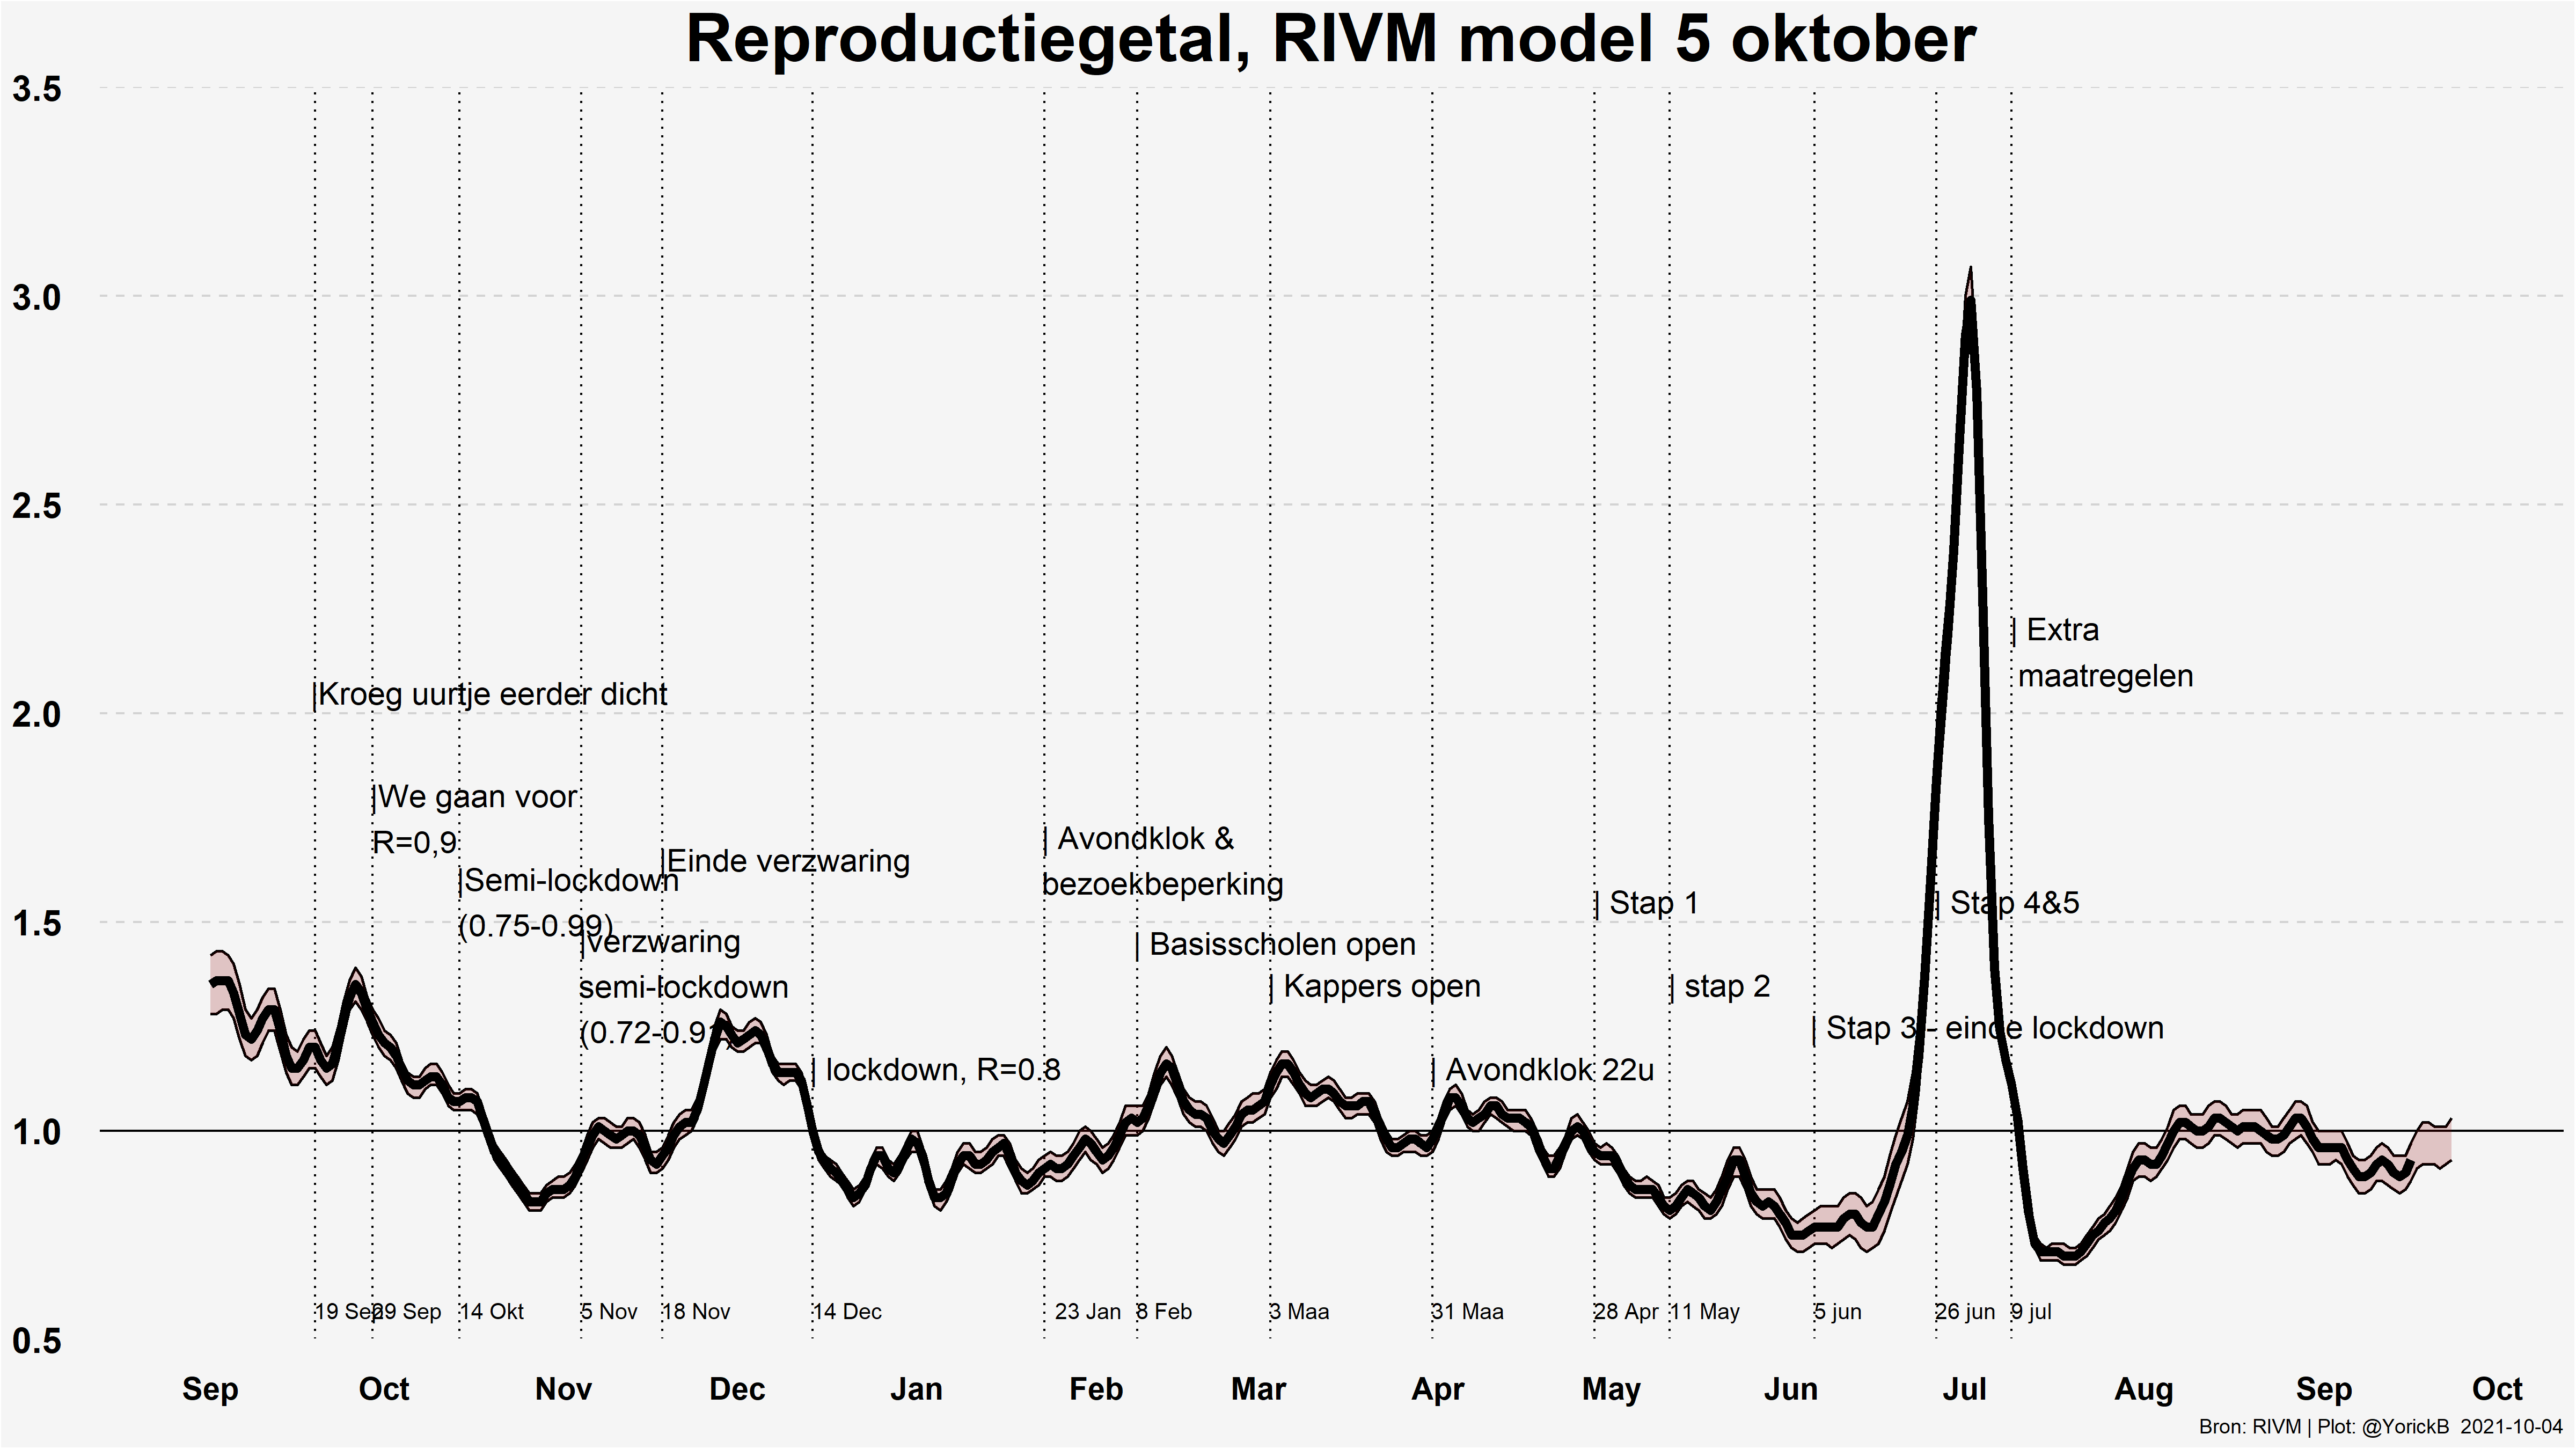 Reproductiegetal, RIVM model 5 oktober
3.5
3.0
2.5
2.0
1.5
1.0
0.5
|Kroeg uurtje eerder dicht
|We gaan voor
R=0,9
|Semi-lockdown
(0.75-0.99)
|verzwaring
semi-lockdown
(0.72-0.91)
|Einde verzwaring
| lockdown, R=0.8
| Avondklok &
bezoekbeperking
| Basisscholen open
| Kappers open
| Avondklok 22u
| Stap 1
| stap 2
| Stap 3 - einde lockdown
| Stap 4&5
| Extra
maatregelen
19 Sep
29 Sep
14 Okt
5 Nov
18 Nov
14 Dec
23 Jan
8 Feb
3 Maa
31 Maa
28 Apr
11 May
5 jun
26 jun
9 jul
Sep Oct Nov Dec Jan Feb Mar Apr May Jun Jul Aug Sep Oct
Bron: RIVM | Plot: @YorickB 2021-10-04